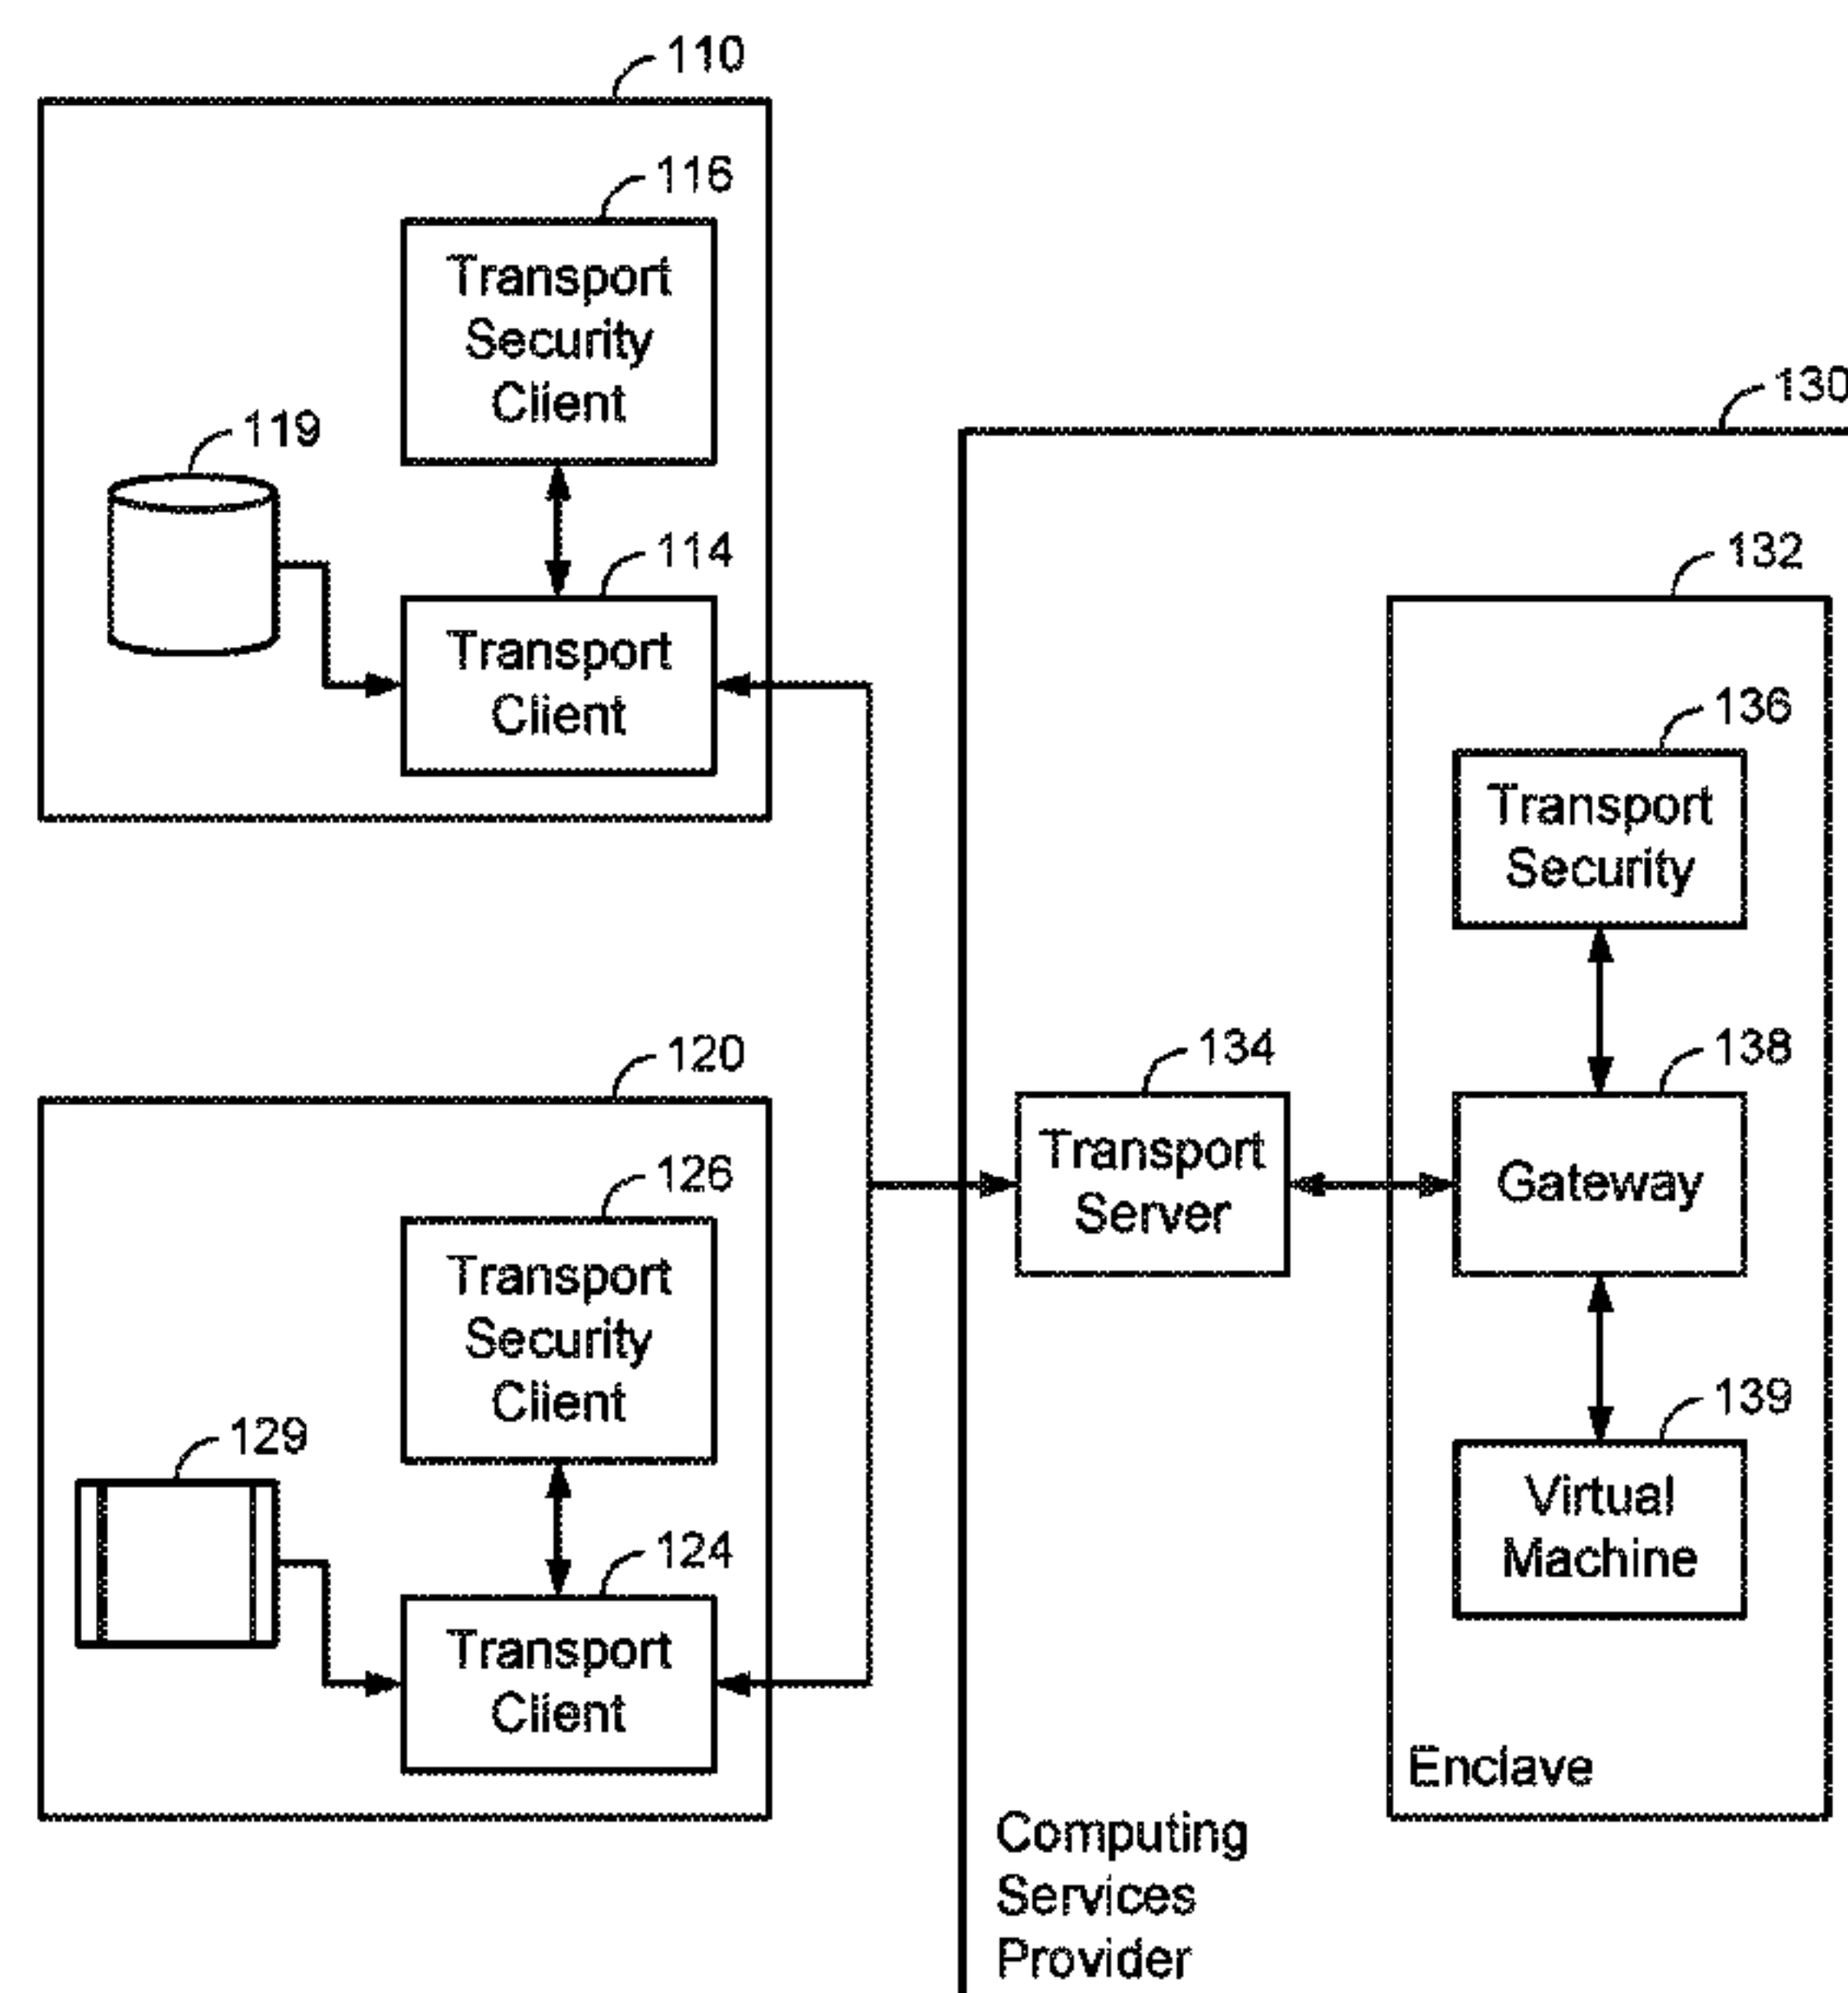 110
116
Transport
Security
Client
119
114
Transport
Client
130
132
136
Transport
Security
138
Gateway
134
Transport
Server
139
Virtual
Machine
Enclave
Computing
Services
Provider
120
126
Transport
Security
Client
129
124
Transport
Client